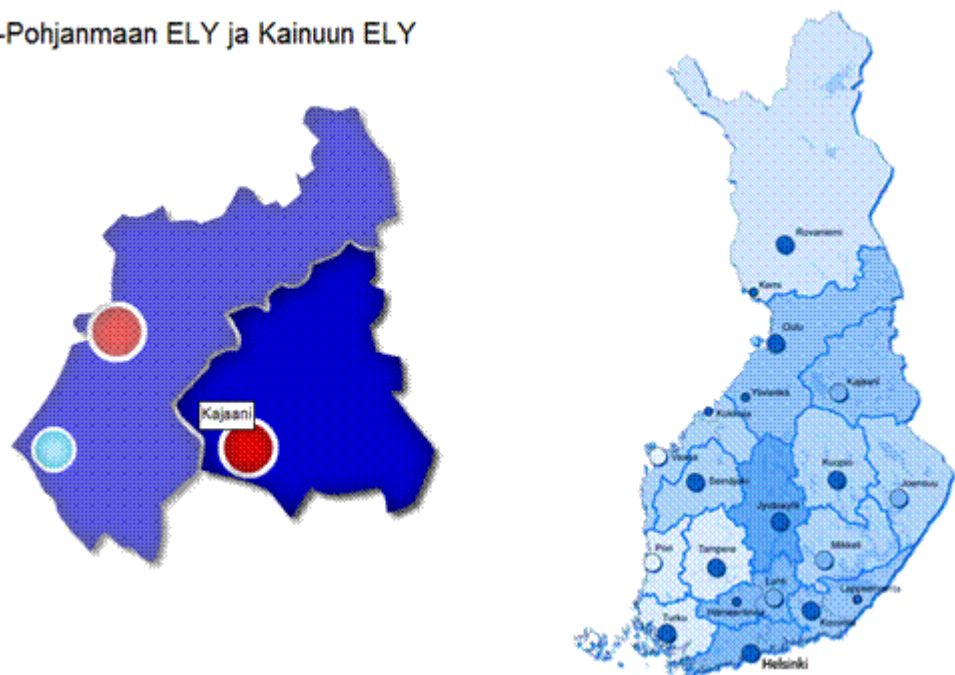 -Pohjanmaan ELY ja Kainuun ELY
Kajaani
Rovaniemi
Kemi
Oulu
Kajaani
Ylivieska
Kokkola
Vaasa
Seinäjoki
Kuopio
Joensuu
Jyväskylä
Pori
Tampere
Mikkeli
Lahti
Lappeenranta
Hämeenlinna
Kouvola
Turku
Helsinki